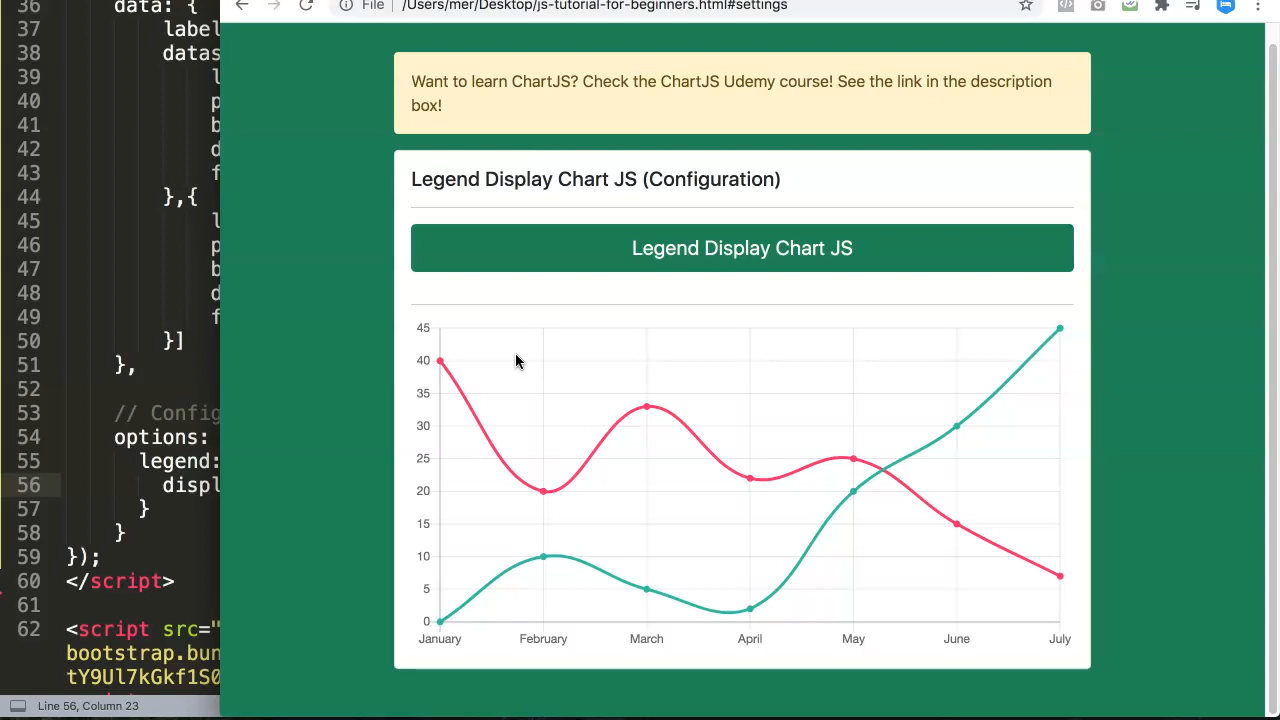 36 data: {
37 label
38 datas
39 l
40 p
41 b
42 d
43 f
44 },{
45 l
46 p
47 b
48 d
49 f
50 }]
51 },
52
53 // Config
54 options:
55 legend:
56 displ
57 }
58 }
59 });
60 </script>
61
62 <script src="
bootstrap.bun
tY9Ul7kGkf1S0
Line 56, Column 23
File | /Users/mer/Desktop/js-tutorial-for-beginners.html#settings
Want to learn ChartJS? Check the ChartJS Udemy course! See the link in the description
box!
Legend Display Chart JS (Configuration)
Legend Display Chart JS
45
40
35
30
25
20
15
10
5
0
January February March April May June July